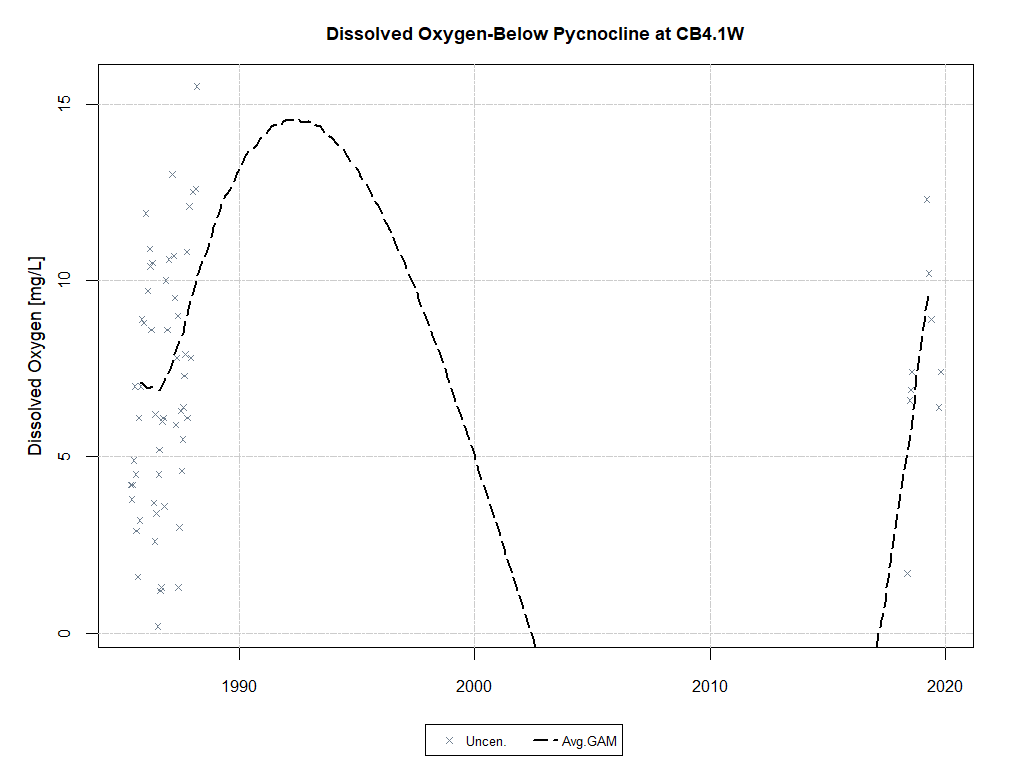 Dissolved Oxygen-Below Pycnocline at CB4.1W
Dissolved Oxygen [mg/L]
15
10
5
0
1990 2000 2010 2020
Uncen. Avg.GAM